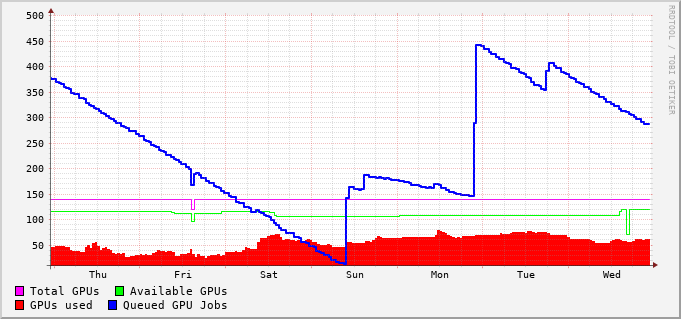 500
450
400
350
300
250
200
150
100
50
Thu Fri Sat Sun Mon Tue Wed
Total GPUs Available GPUs
GPUs used Queued GPU Jobs
RRDTOOL / TOBI OETIKER